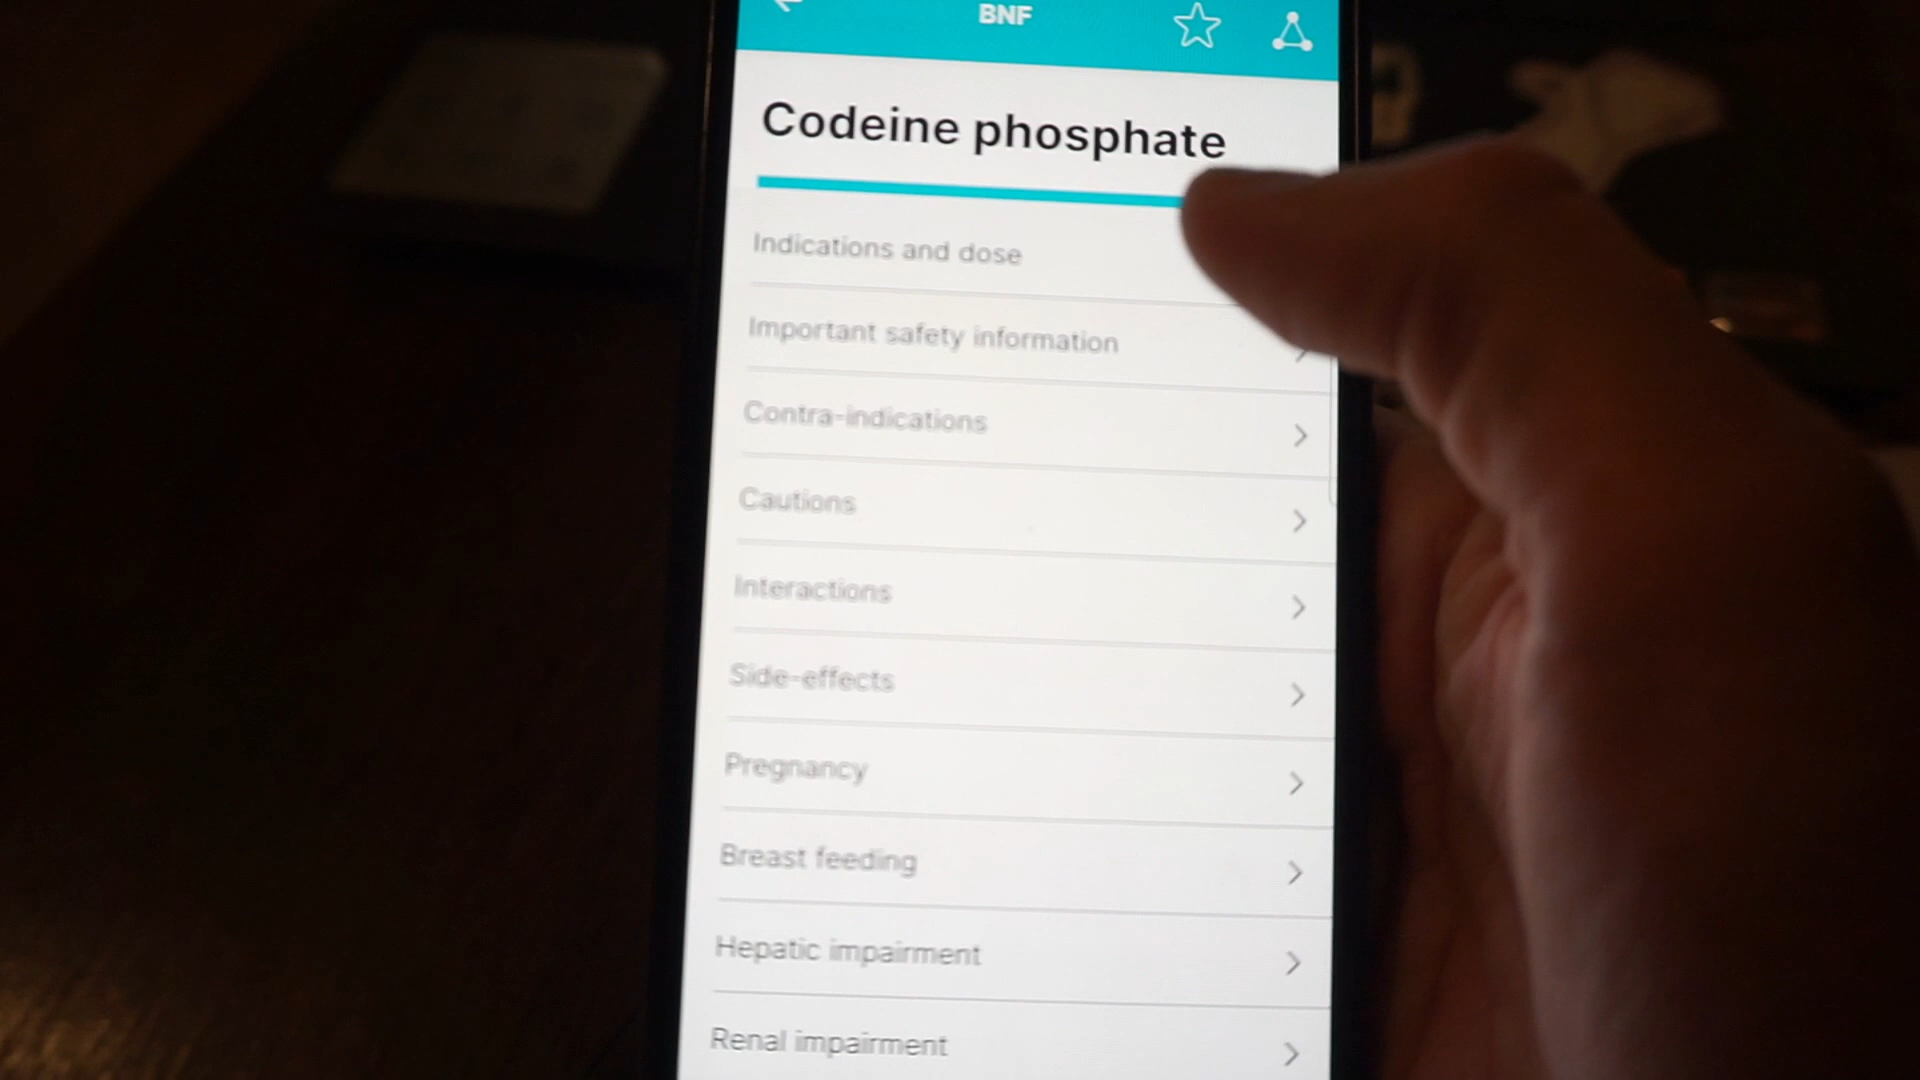 BNF
Codeine phosphate
Indications and dose
Important safety information
Contra-indications
Cautions
Interactions
Side-effects
Pregnancy
Breast feeding
Hepatic impairment
Renal impairment